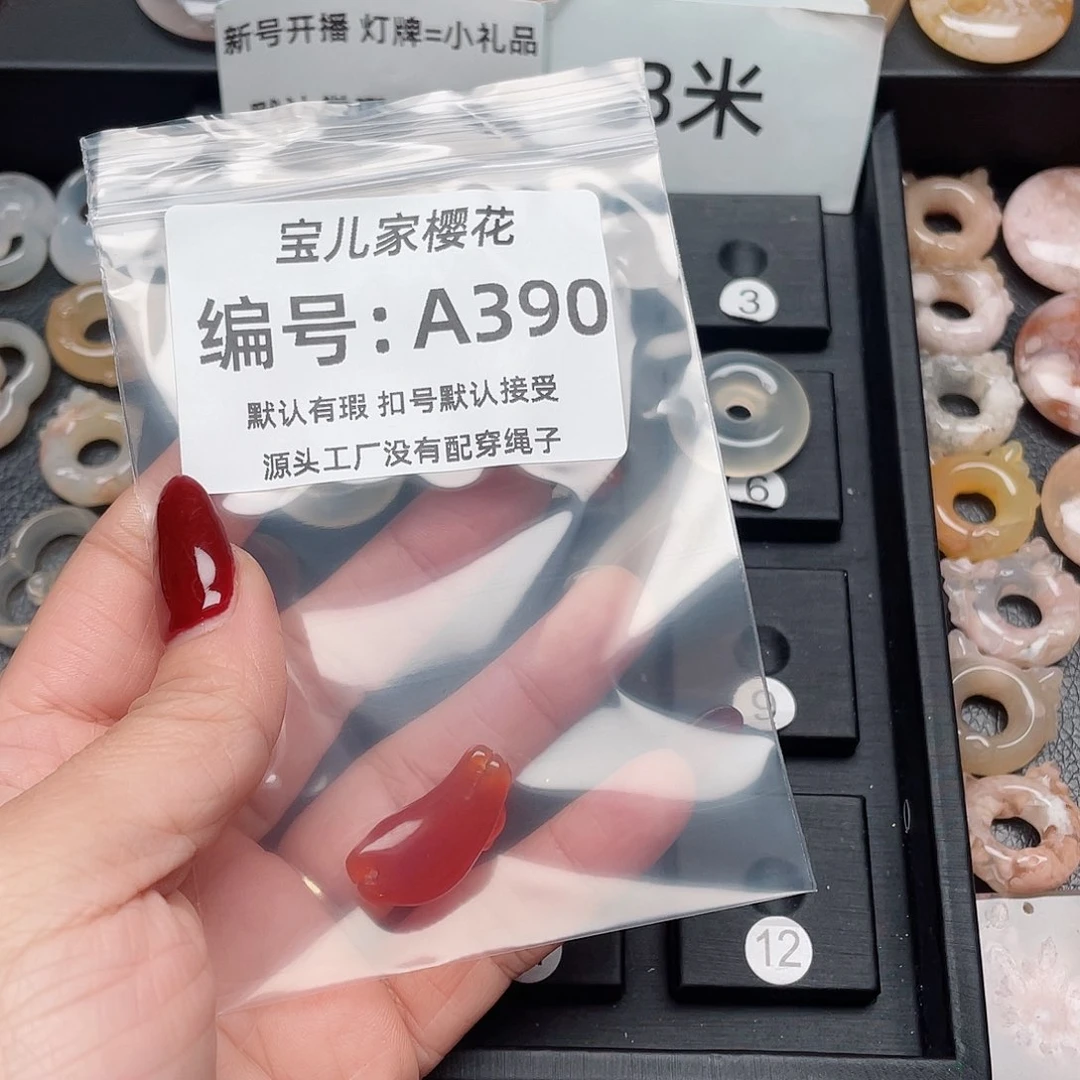 新号开播 灯牌=小礼品
8米
宝儿家樱花
编号:A390
默认有瑕 扣号默认接受
源头工厂没有配穿绳子
3
6
9
12